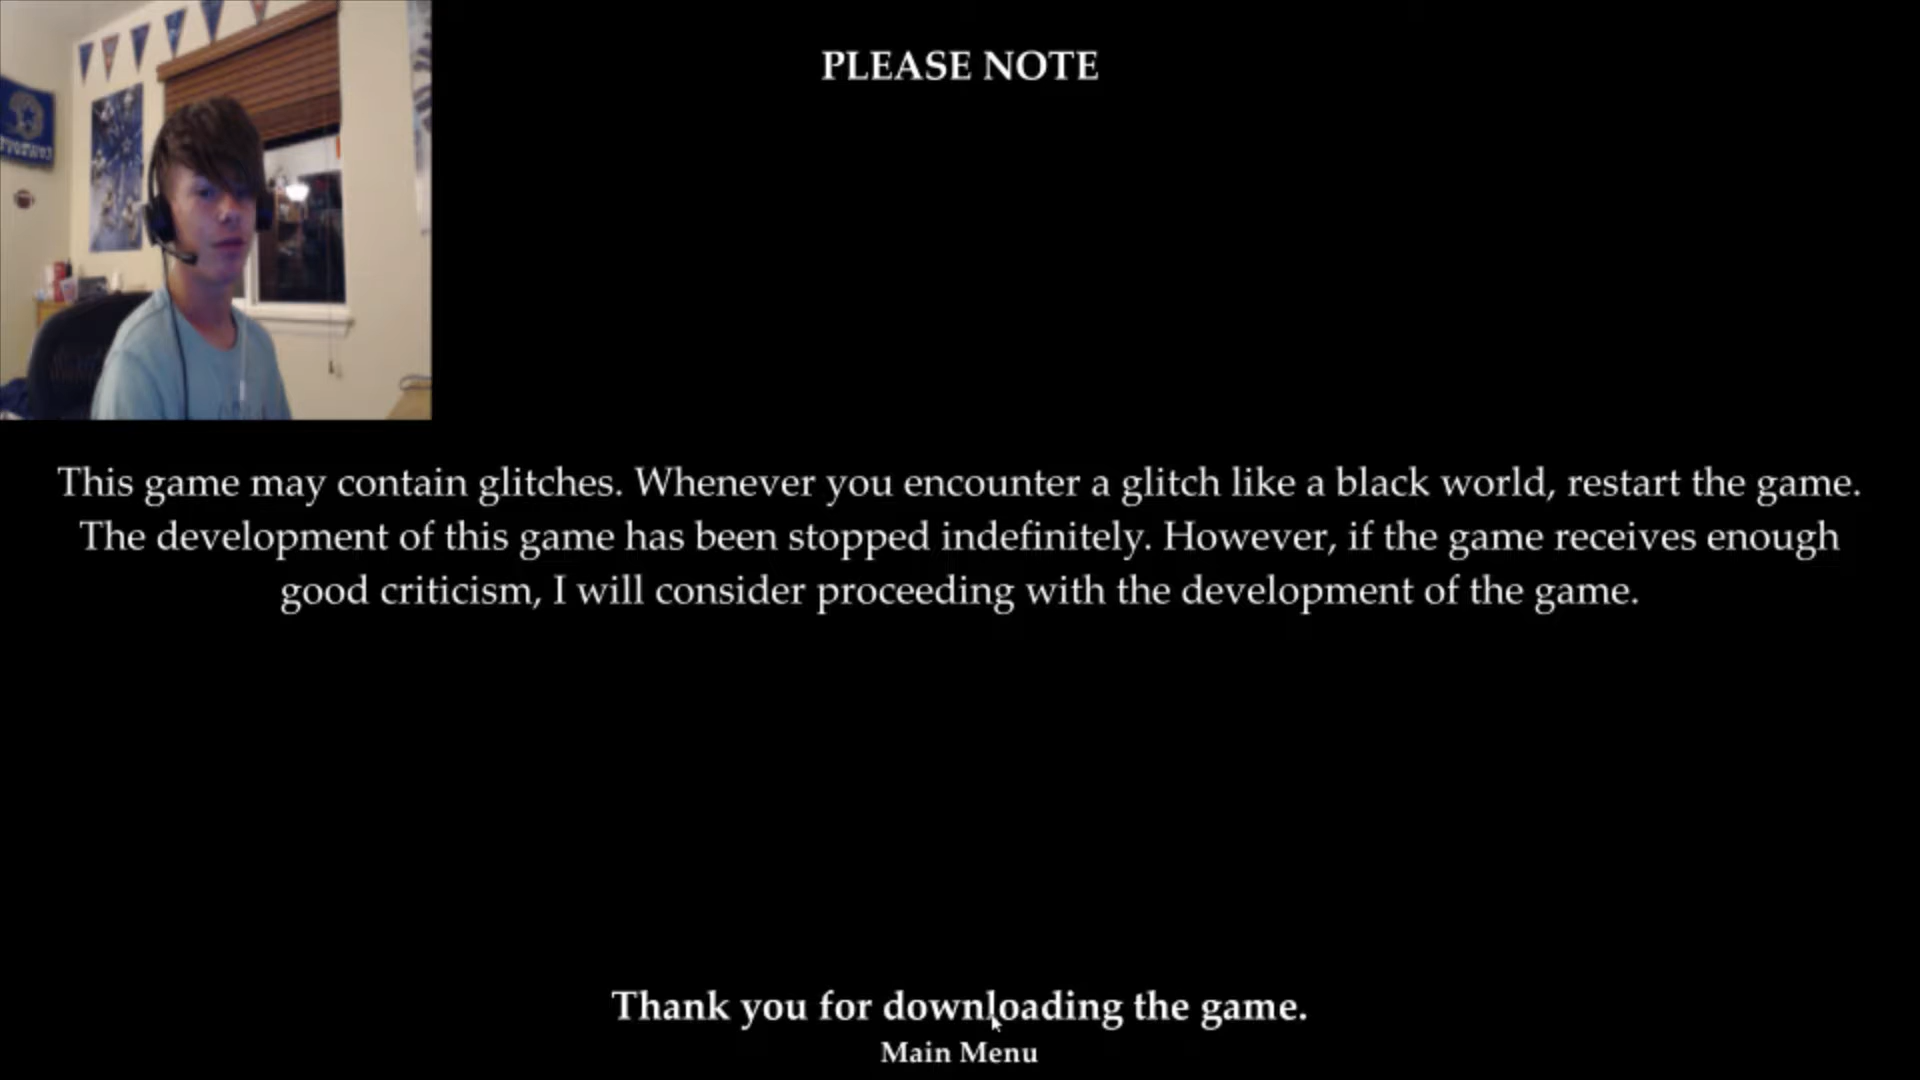 PLEASE NOTE
This game may contain glitches. Whenever you encounter a glitch like a black world, restart the game.
The development of this game has been stopped indefinitely. However, if the game receives enough
good criticism, I will consider proceeding with the development of the game.
Thank you for downloading the game.
Main Menu